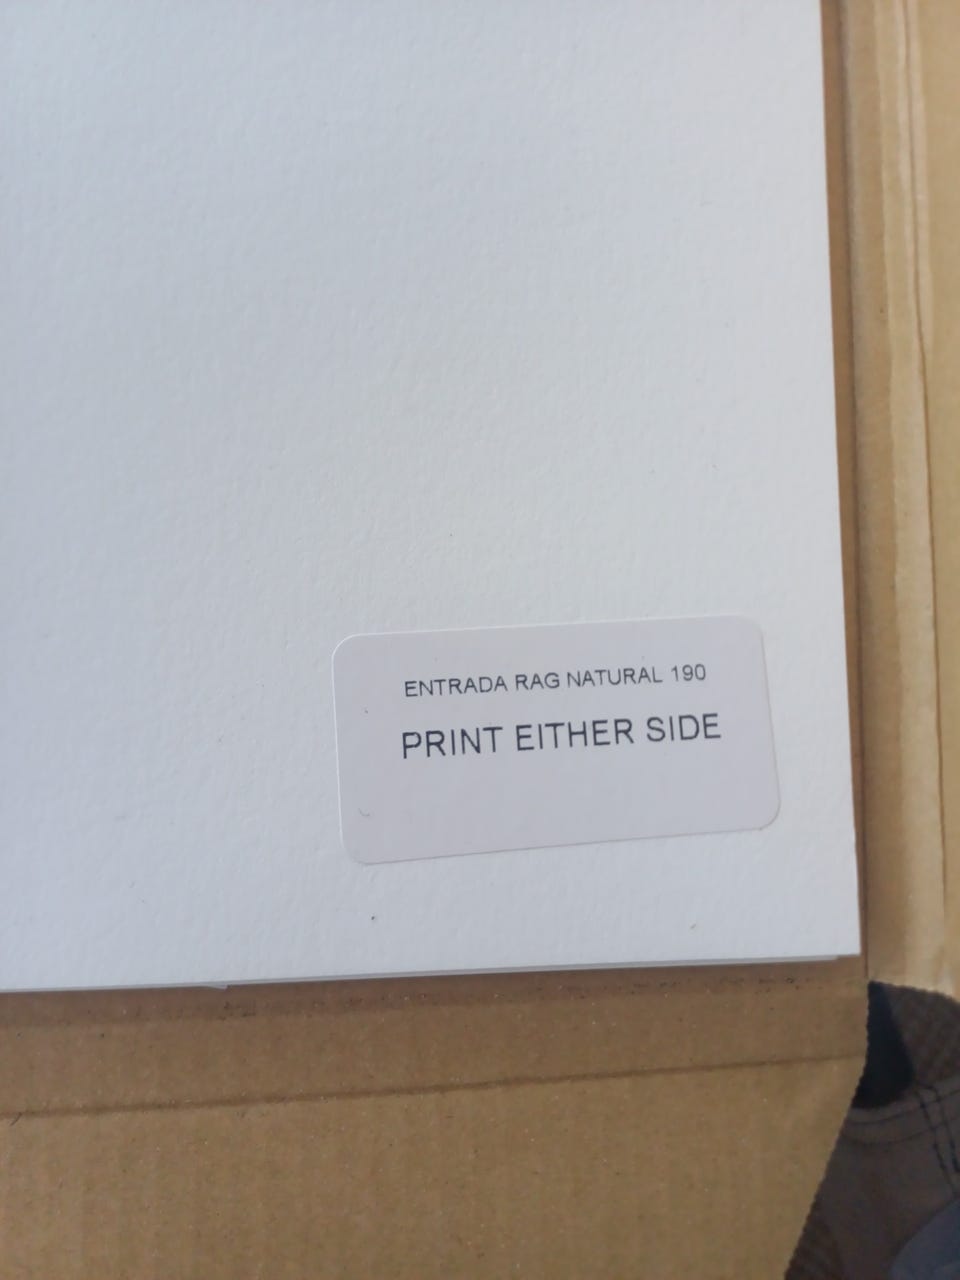 ENTRADA RAG NATURAL 190
PRINT EITHER SIDE